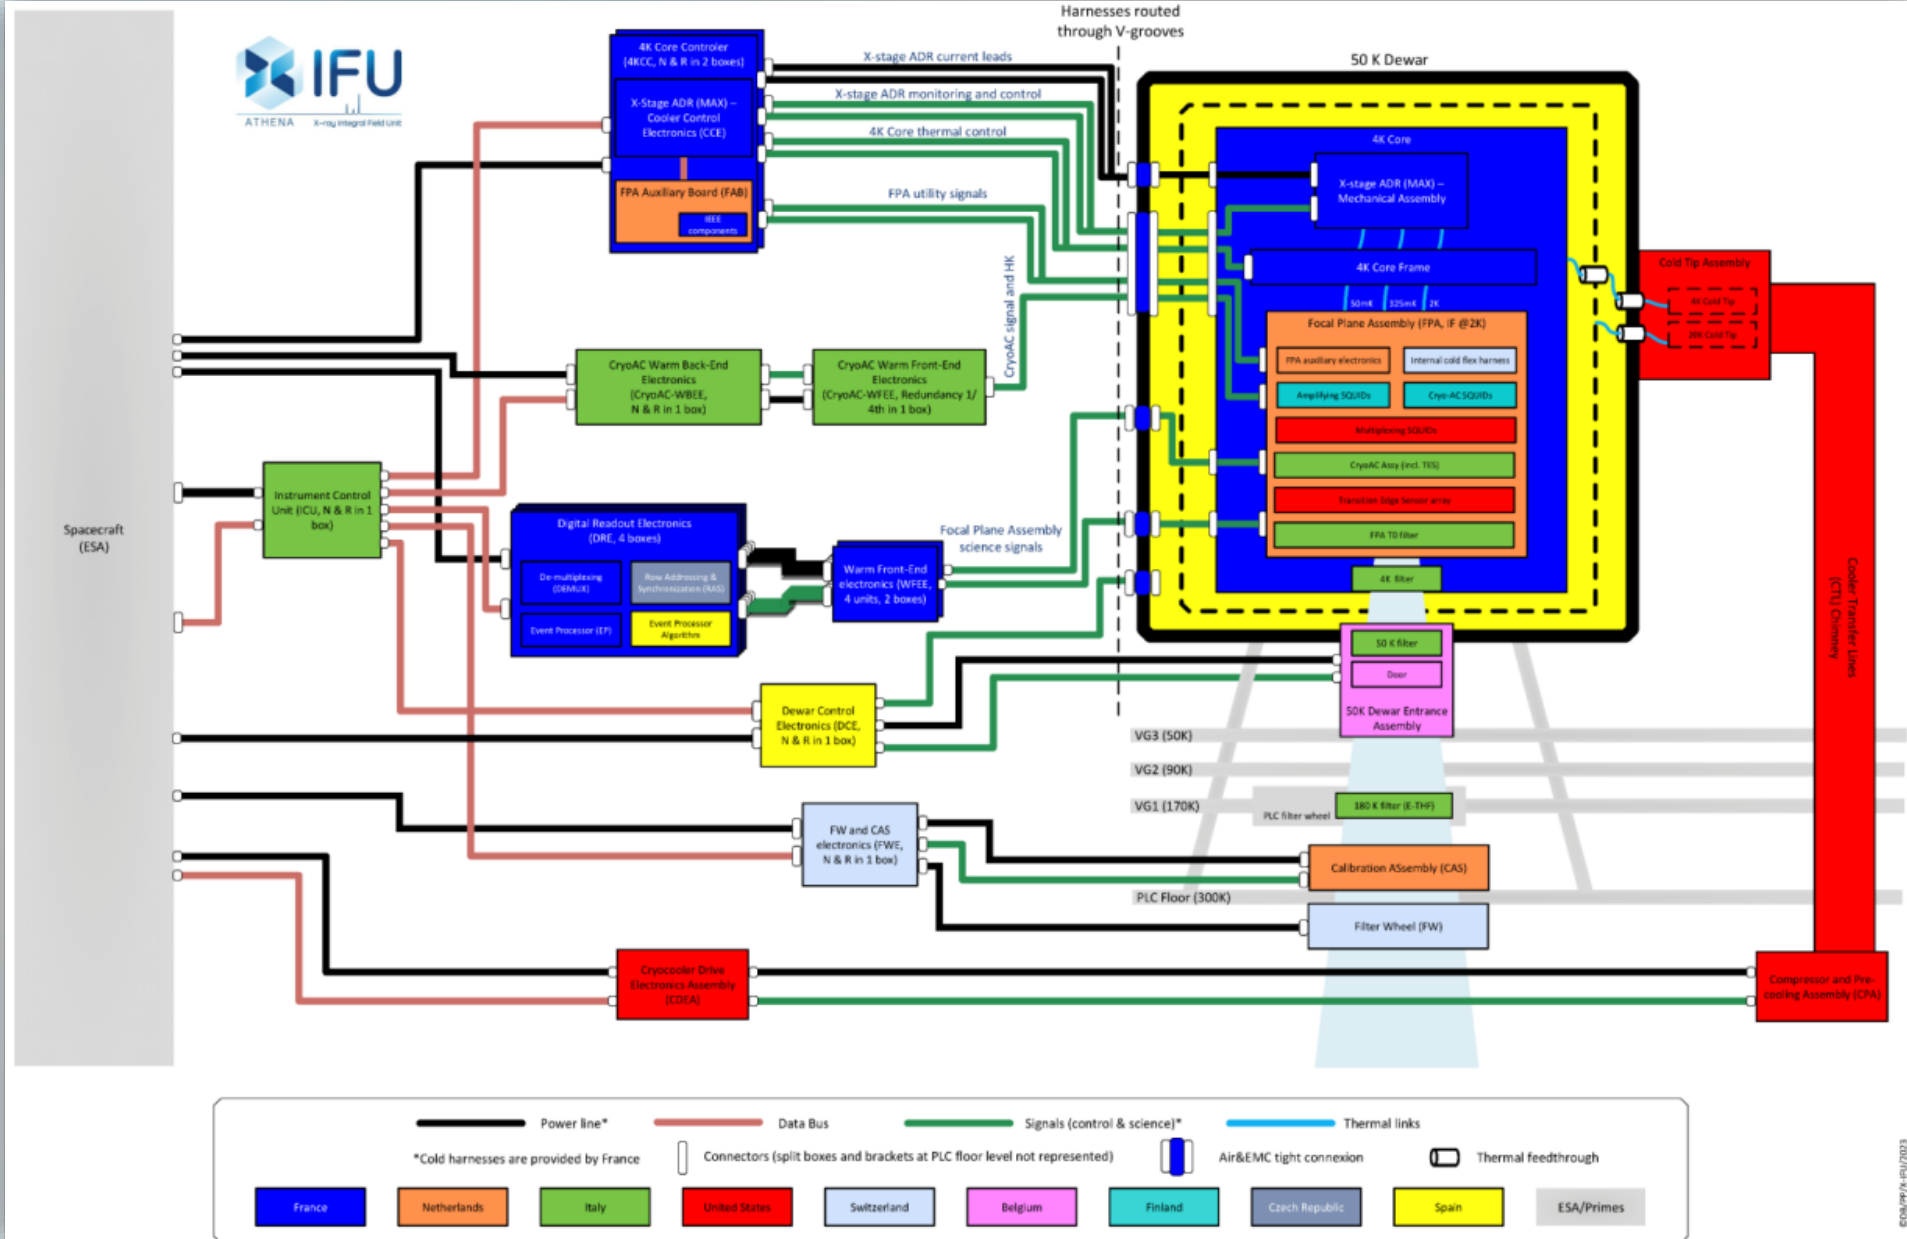 Harnesses routed
through V-grooves
50 K Dewar
IFU
ATHENA
X-ray Integral Field Unit
4K Core Controler
(4KCC, N & R in 2 boxes)
X-Stage ADR (MAX) –
Cooler Control
Electronics (CCE)
FPA Auxiliary Board (FAB)
IEEE
components
X-stage ADR current leads
X-stage ADR monitoring and control
4K Core thermal control
FPA utility signals
CryoAC signal and HK
4K Core
X-stage ADR (MAX) –
Mechanical Assembly
4K Core Frame
50mK
325mK
2K
Focal Plane Assembly (FPA, IF @2K)
FPA auxiliary electronics
Internal cold flex harness
Amplifying SQUIDs
Cryo-AC SQUIDs
Multiplexing SQUIDs
CryoAC Assy (incl. TES)
Transition Edge Sensor array
FPA T0 filter
4K filter
50 K filter
Door
50K Dewar Entrance
Assembly
Cold Tip Assembly
4K Cold Tip
20K Cold Tip
Cooler Transfer Lines
(CTL) Chimney
CryoAC Warm Back-End
Electronics
(CryoAC-WBEE,
N & R in 1 box)
CryoAC Warm Front-End
Electronics
(CryoAC-WFEE, Redundancy 1/
4th in 1 box)
Spacecraft
(ESA)
Instrument Control
Unit (ICU, N & R in 1
box)
Digital Readout Electronics
(DRE, 4 boxes)
De-multiplexing
(DEMUX)
Row Addressing &
Synchronization (RAS)
Event Processor (EP)
Event Processor
Algorithm
Warm Front-End
electronics (WFEE,
4 units, 2 boxes)
Focal Plane Assembly
science signals
Dewar Control
Electronics (DCE,
N & R in 1 box)
VG3 (50K)
VG2 (90K)
VG1 (170K)
PLC filter wheel
180 K filter (E-THF)
FW and CAS
electronics (FWE,
N & R in 1 box)
Calibration ASsembly (CAS)
PLC Floor (300K)
Filter Wheel (FW)
Cryocooler Drive
Electronics Assembly
(CDEA)
Compressor and Pre-
cooling Assembly (CPA)
Power line*
Data Bus
Signals (control & science)*
Thermal links
*Cold harnesses are provided by France
Connectors (split boxes and brackets at PLC floor level not represented)
Air&EMC tight connexion
Thermal feedthrough
France
Netherlands
Italy
United States
Switzerland
Belgium
Finland
Czech Republic
Spain
ESA/Primes